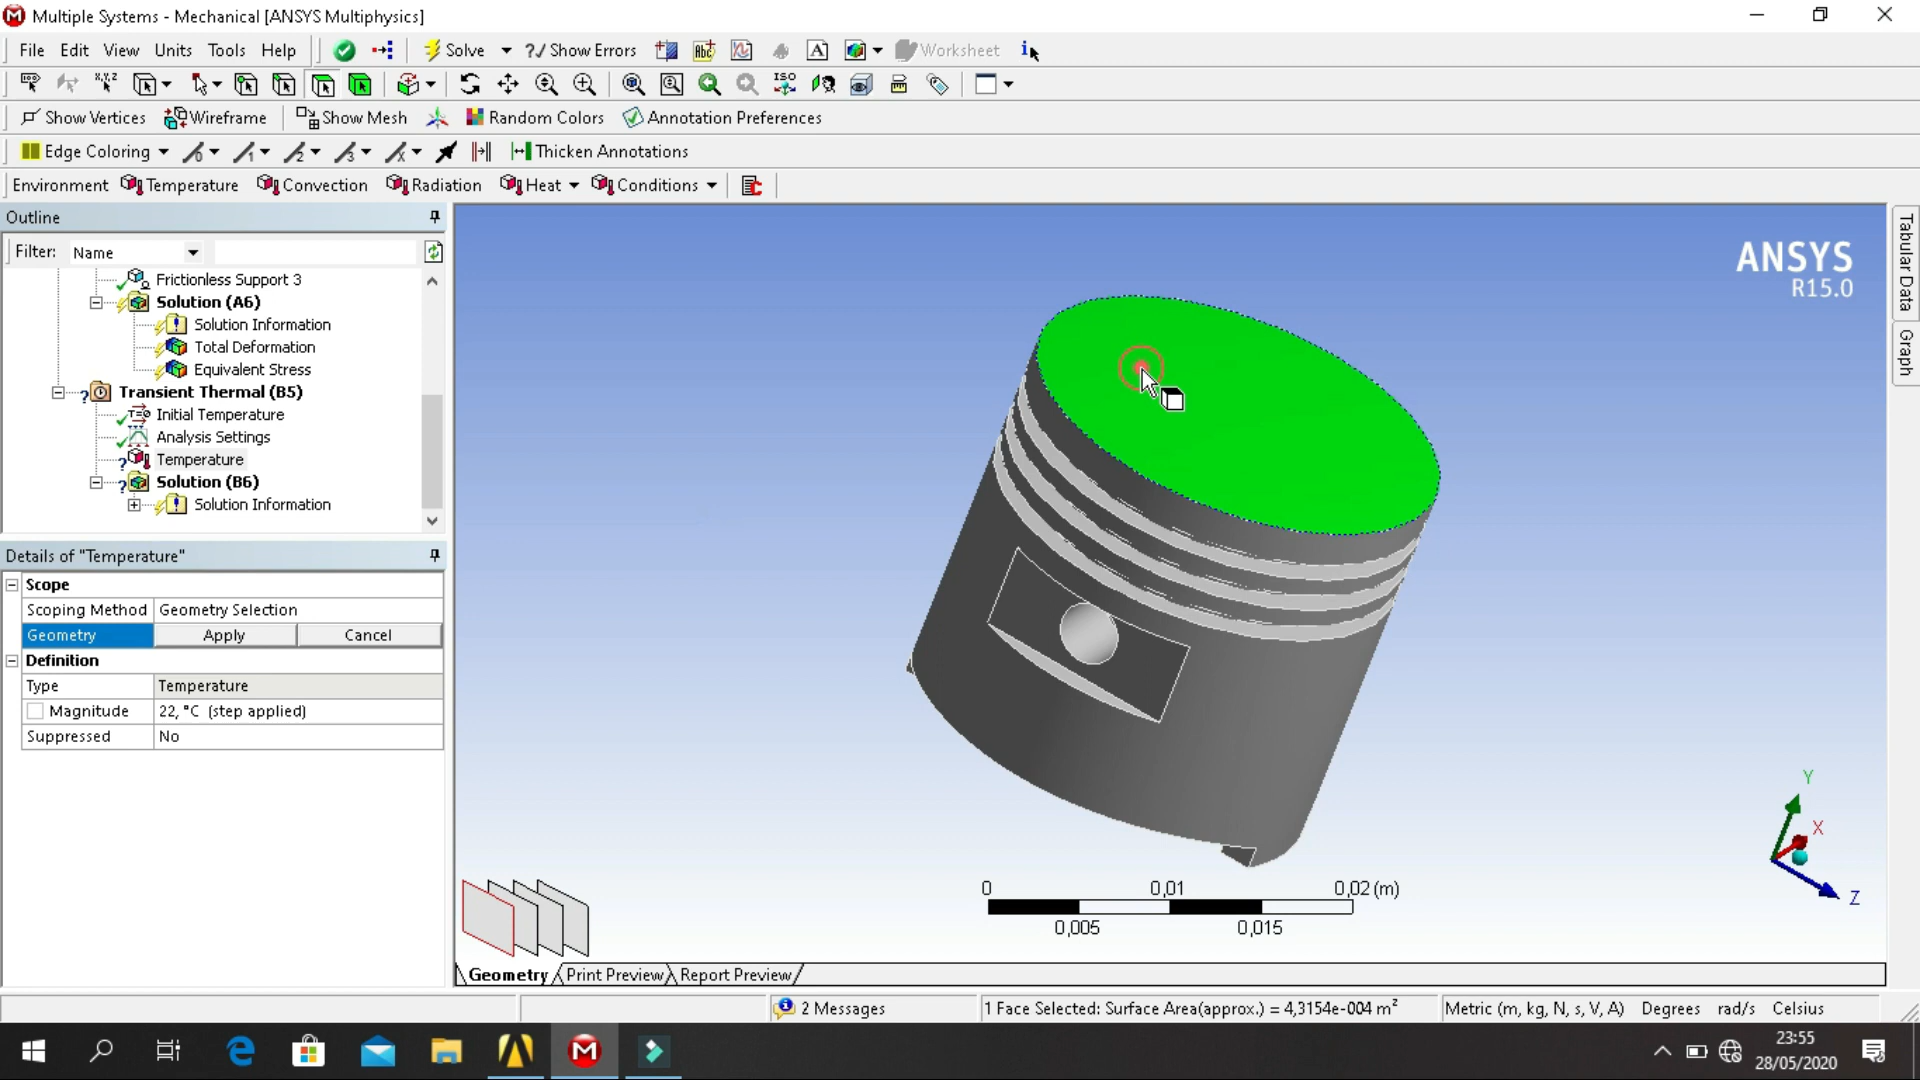 Multiple Systems - Mechanical [ANSYS Multiphysics]
File Edit View Units Tools Help Solve ?/ Show Errors Worksheet
Show Vertices Wireframe Show Mesh Random Colors Annotation Preferences
Edge Coloring Thicken Annotations
Environment Temperature Convection Radiation Heat Conditions
Outline
Filter: Name
Frictionless Support 3
Solution (A6)
Solution Information
Total Deformation
Equivalent Stress
Transient Thermal (B5)
Initial Temperature
Analysis Settings
Temperature
Solution (B6)
Solution Information
Details of "Temperature"
Scope
Scoping Method Geometry Selection
Geometry Apply Cancel
Definition
Type Temperature
Magnitude 22, °C (step applied)
Suppressed No
ANSYS
R15.0
Tabular Data
Graph
Y
X
Z
0 0,01 0,02 (m)
0,005 0,015
Geometry Print Preview Report Preview
2 Messages 1 Face Selected: Surface Area(approx.) = 4,3154e-004 m² Metric (m, kg, N, s, V, A) Degrees rad/s Celsius
23:55
28/05/2020